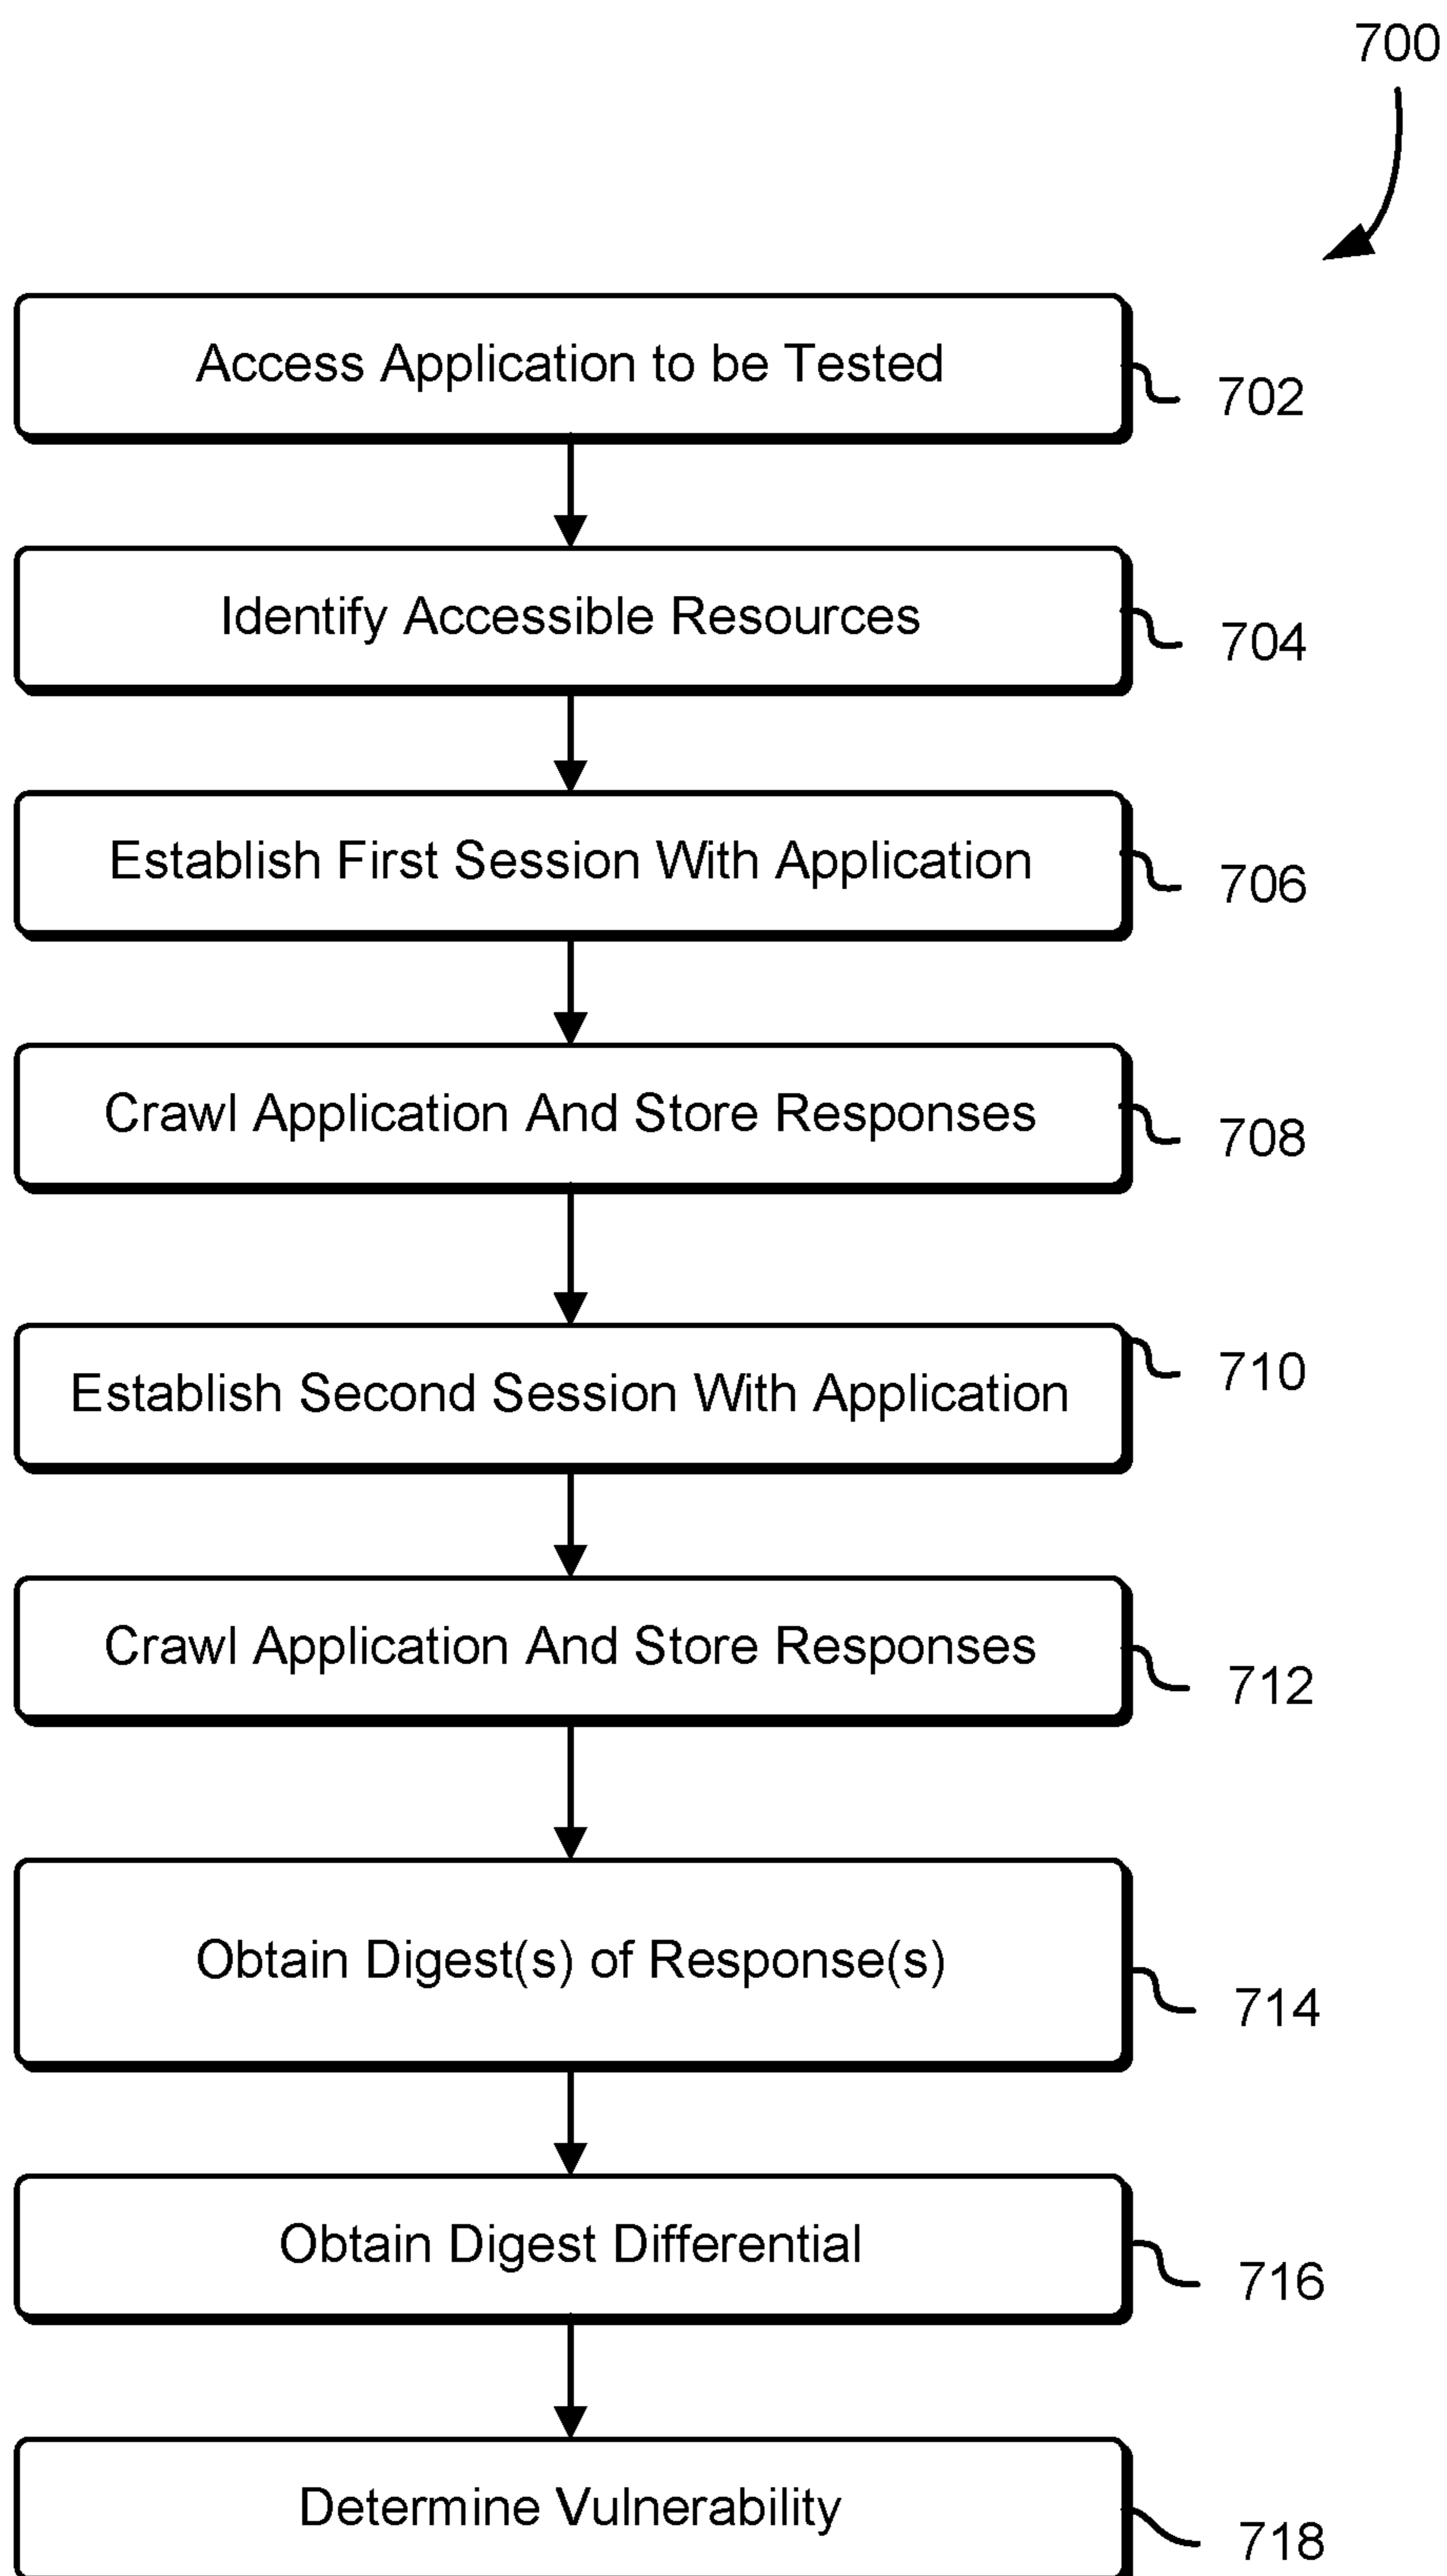 700
Access Application to be Tested
702
Identify Accessible Resources
704
Establish First Session With Application
706
Crawl Application And Store Responses
708
Establish Second Session With Application
710
Crawl Application And Store Responses
712
Obtain Digest(s) of Response(s)
714
Obtain Digest Differential
716
Determine Vulnerability
718